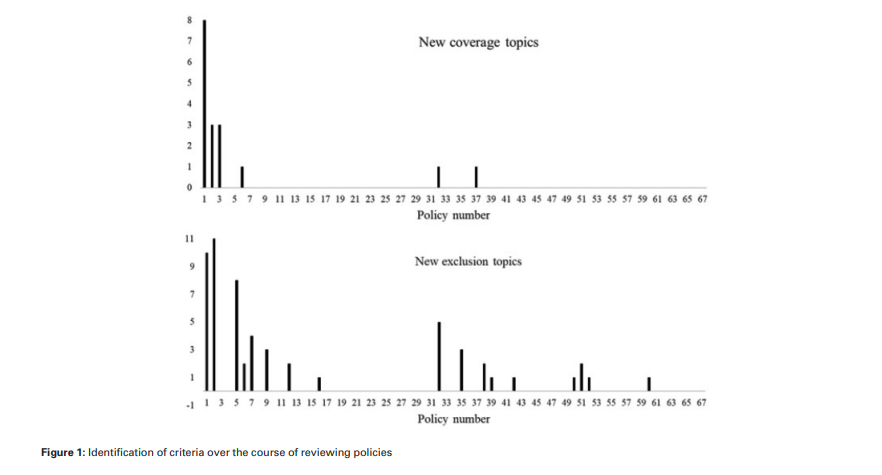 8
New coverage topics
7
6
5
4
3
2
1
0
1 3 5 7 9 11 13 15 17 19 21 23 25 27 29 31 33 35 37 39 41 43 45 47 49 51 53 55 57 59 61 63 65 67
Policy number
11
New exclusion topics
9
7
5
3
1
-1
1 3 5 7 9 11 13 15 17 19 21 23 25 27 29 31 33 35 37 39 41 43 45 47 49 51 53 55 57 59 61 63 65 67
Policy number
Figure 1: Identification of criteria over the course of reviewing policies